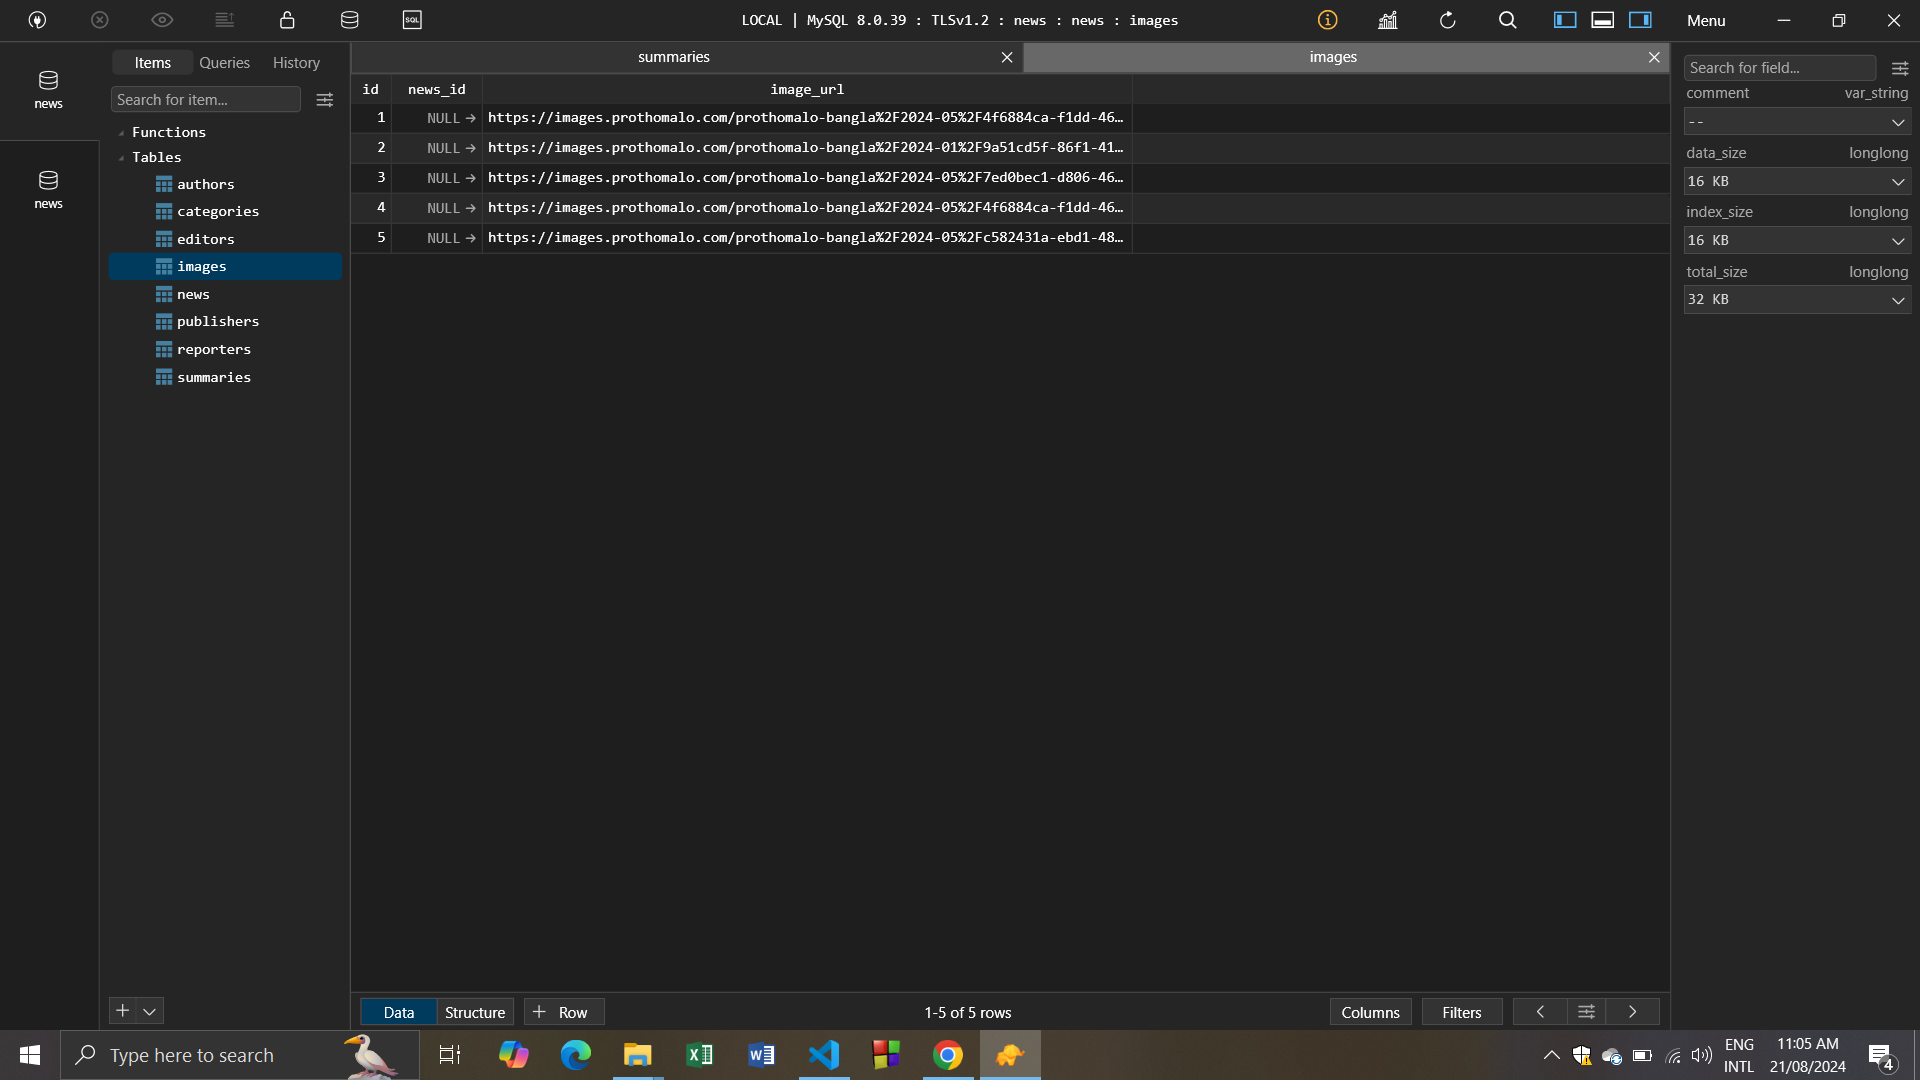 SQL
LOCAL | MySQL 8.0.39 : TLSv1.2 : news : news : images
Menu
news
news
Items Queries History
Search for item...
Functions
Tables
authors
categories
editors
images
news
publishers
reporters
summaries
summaries
images
id news_id image_url
1 NULL → https://images.prothomalo.com/prothomalo-bangla%2F2024-05%2F4f6884ca-f1dd-46…
2 NULL → https://images.prothomalo.com/prothomalo-bangla%2F2024-01%2F9a51cd5f-86f1-41…
3 NULL → https://images.prothomalo.com/prothomalo-bangla%2F2024-05%2F7ed0bec1-d806-46…
4 NULL → https://images.prothomalo.com/prothomalo-bangla%2F2024-05%2F4f6884ca-f1dd-46…
5 NULL → https://images.prothomalo.com/prothomalo-bangla%2F2024-05%2Fc582431a-ebd1-48…
Search for field...
comment var_string
--
data_size longlong
16 KB
index_size longlong
16 KB
total_size longlong
32 KB
Data Structure + Row
1-5 of 5 rows
Columns Filters
Type here to search
ENG
INTL
11:05 AM
21/08/2024
4